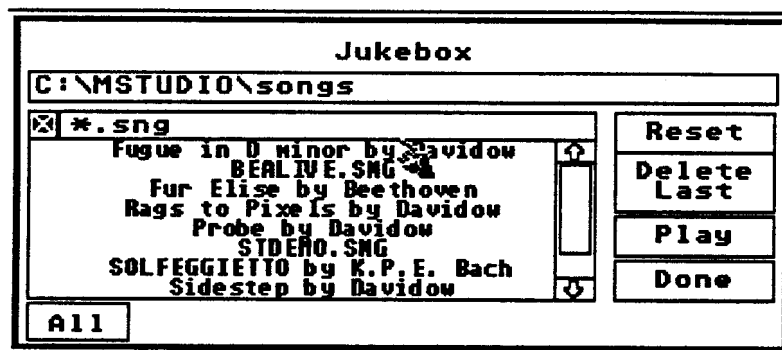 Jukebox
C:\MSTUDIO\songs
*.sng
Fugue in D minor by Davidow
BEALIVE.SNG
Fur Elise by Beethoven
Rags to Pixels by Davidow
Probe by Davidow
STDEMO.SNG
SOLFEGGIETTO by K.P.E. Bach
Sidestep by Davidow
Reset
Delete
Last
Play
Done
All